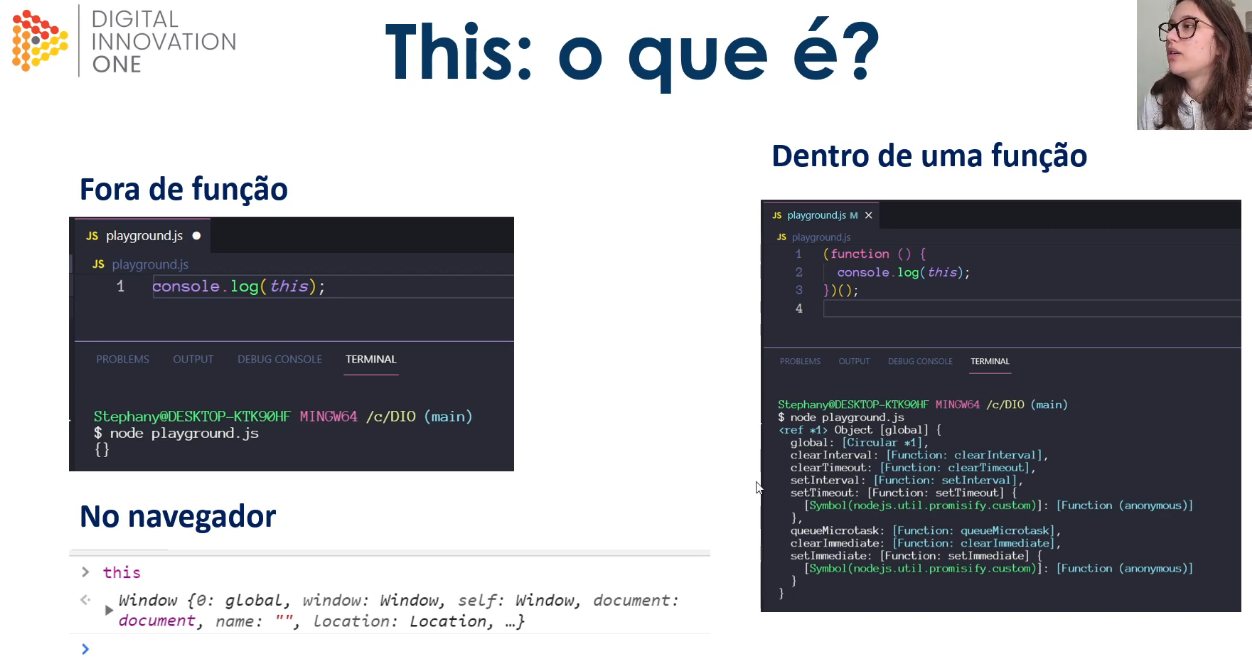 DIGITAL
INNOVATION
ONE
This: o que é?
Fora de função
JS playground.js
JS playground.js
1 console.log(this);
PROBLEMS OUTPUT DEBUG CONSOLE TERMINAL
Stephany@DESKTOP-KTK90HF MINGW64 /c/DIO (main)
$ node playground.js
{}
No navegador
> this
Window {0: global, window: Window, self: Window, document:
document, name: "", location: Location, …}
>
Dentro de uma função
JS playground.js M ×
JS playground.js
1 (function () {
2 console.log(this);
3 })();
4
PROBLEMS OUTPUT DEBUG CONSOLE TERMINAL
Stephany@DESKTOP-KTK90HF MINGW64 /c/DIO (main)
$ node playground.js
<ref *1> Object [global] {
global: [Circular *1],
clearInterval: [Function: clearInterval],
clearTimeout: [Function: clearTimeout],
setInterval: [Function: setInterval],
setTimeout: [Function: setTimeout] {
[Symbol(nodejs.util.promisify.custom)]: [Function (anonymous)]
},
queueMicrotask: [Function: queueMicrotask],
clearImmediate: [Function: clearImmediate],
setImmediate: [Function: setImmediate] {
[Symbol(nodejs.util.promisify.custom)]: [Function (anonymous)]
}
}